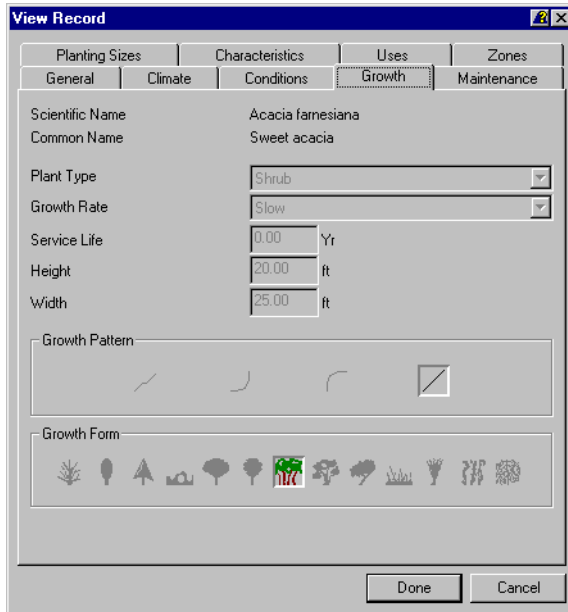 View Record
Planting Sizes Characteristics Uses Zones
General Climate Conditions Growth Maintenance
Scientific Name Acacia farnesiana
Common Name Sweet acacia
Plant Type Shrub
Growth Rate Slow
Service Life 0.00 Yr
Height 20.00 ft
Width 25.00 ft
Growth Pattern
Growth Form
Done Cancel